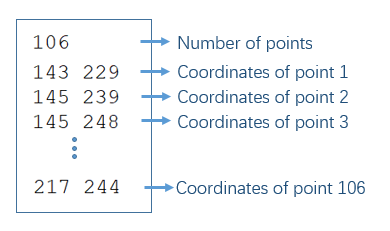 106 Number of points
143 229 Coordinates of point 1
145 239 Coordinates of point 2
145 248 Coordinates of point 3
217 244 Coordinates of point 106